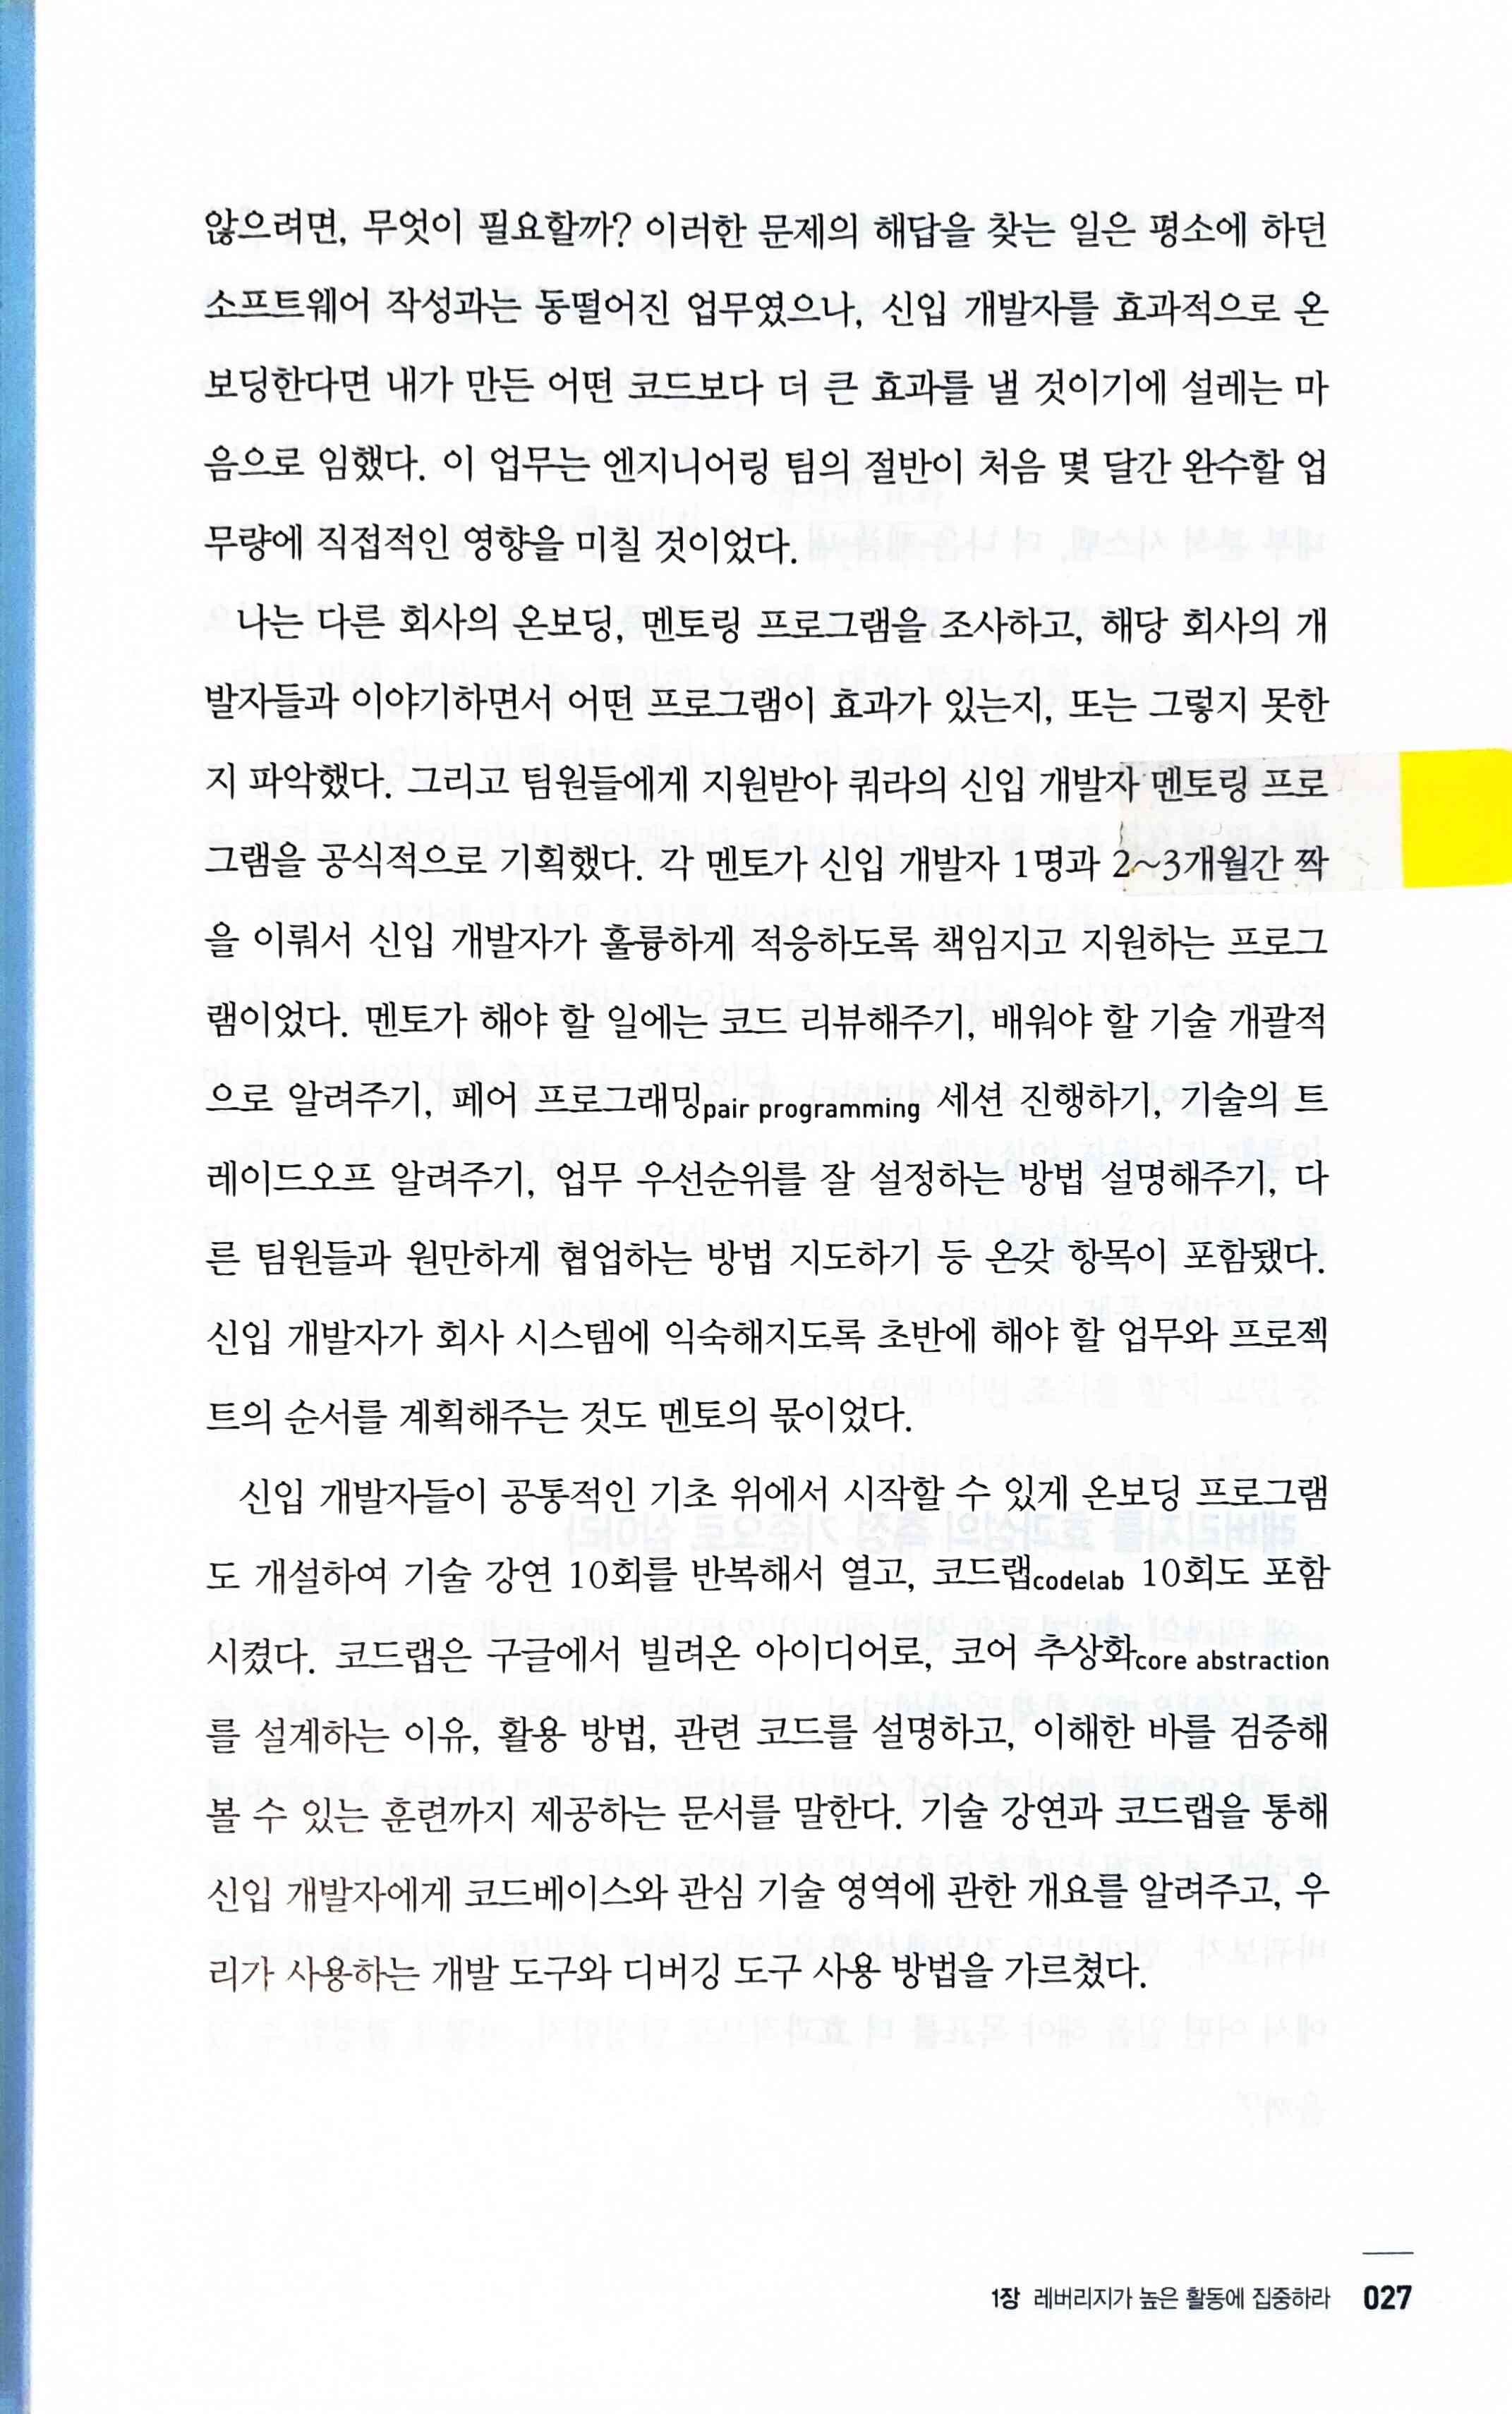 않으려면, 무엇이 필요할까? 이러한 문제의 해답을 찾는 일은 평소에 하던
소프트웨어 작성과는 동떨어진 업무였으나, 신입 개발자를 효과적으로 온
보딩한다면 내가 만든 어떤 코드보다 더 큰 효과를 낼 것이기에 설레는 마
음으로 임했다. 이 업무는 엔지니어링 팀의 절반이 처음 몇 달간 완수할 업
무량에 직접적인 영향을 미칠 것이었다.
나는 다른 회사의 온보딩, 멘토링 프로그램을 조사하고, 해당 회사의 개
발자들과 이야기하면서 어떤 프로그램이 효과가 있는지, 또는 그렇지 못한
지 파악했다. 그리고 팀원들에게 지원받아 쿼라의 신입 개발자 멘토링 프로
그램을 공식적으로 기획했다. 각 멘토가 신입 개발자 1명과 2~3개월간 짝
을 이뤄서 신입 개발자가 훌륭하게 적응하도록 책임지고 지원하는 프로그
램이었다. 멘토가 해야 할 일에는 코드 리뷰해주기, 배워야 할 기술 개괄적
으로 알려주기, 페어 프로그래밍pair programming 세션 진행하기, 기술의 트
레이드오프 알려주기, 업무 우선순위를 잘 설정하는 방법 설명해주기, 다
른 팀원들과 원만하게 협업하는 방법 지도하기 등 온갖 항목이 포함됐다.
신입 개발자가 회사 시스템에 익숙해지도록 초반에 해야 할 업무와 프로젝
트의 순서를 계획해주는 것도 멘토의 몫이었다.
신입 개발자들이 공통적인 기초 위에서 시작할 수 있게 온보딩 프로그램
도 개설하여 기술 강연 10회를 반복해서 열고, 코드랩codelab 10회도 포함
시켰다. 코드랩은 구글에서 빌려온 아이디어로, 코어 추상화core abstraction
를 설계하는 이유, 활용 방법, 관련 코드를 설명하고, 이해한 바를 검증해
볼 수 있는 훈련까지 제공하는 문서를 말한다. 기술 강연과 코드랩을 통해
신입 개발자에게 코드베이스와 관심 기술 영역에 관한 개요를 알려주고, 우
리가 사용하는 개발 도구와 디버깅 도구 사용 방법을 가르쳤다.
1장 레버리지가 높은 활동에 집중하라 027